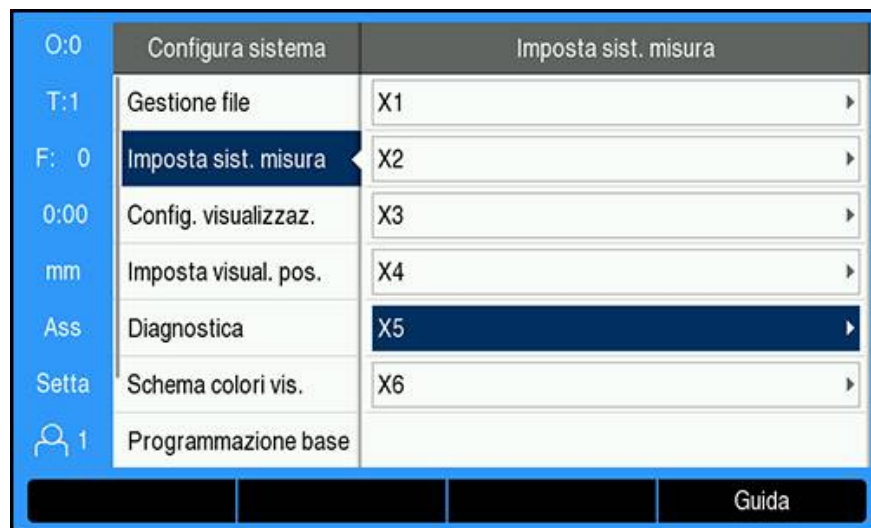 O:0 Configura sistema Imposta sist. misura
T:1 Gestione file X1
F: 0 Imposta sist. misura X2
0:00 Config. visualizzaz. X3
mm Imposta visual. pos. X4
Ass Diagnostica X5
Setta Schema colori vis. X6
1 Programmazione base
Guida